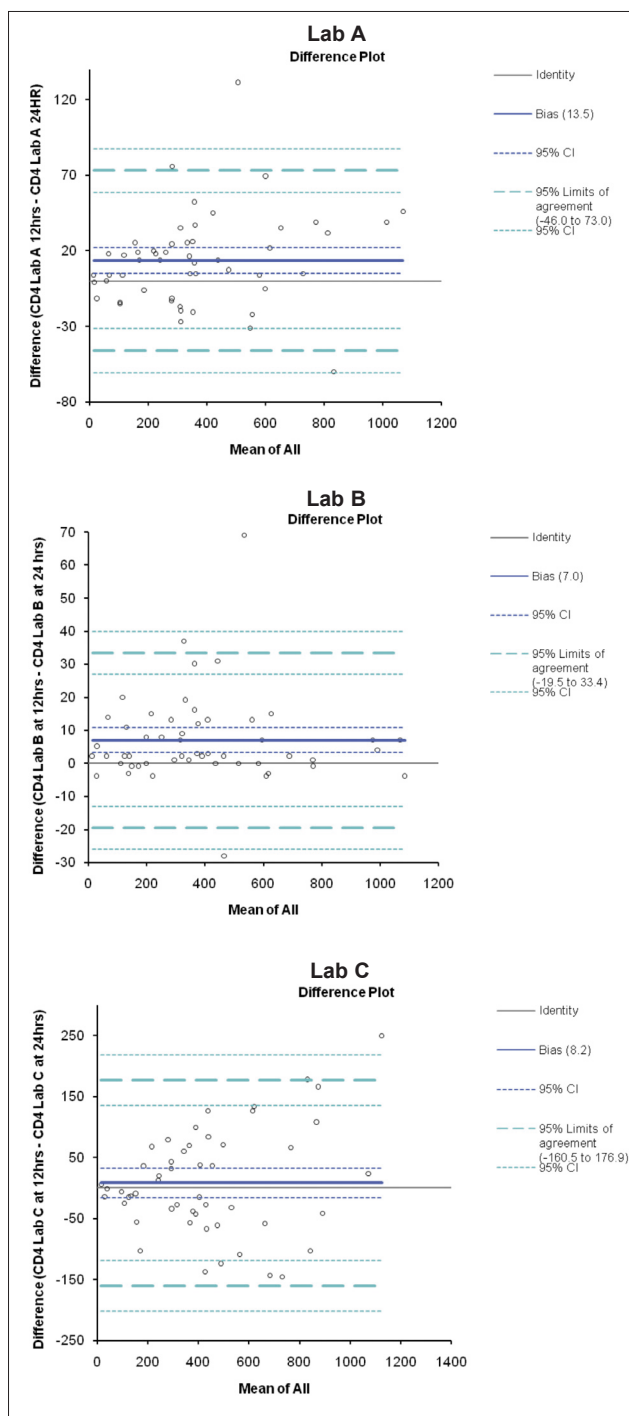 Lab A
Difference Plot
Difference (CD4 Lab A 12hrs - CD4 Lab A 24HR)
120
70
20
-30
-80
0 200 400 600 800 1000 1200
Mean of All
Identity
Bias (13.5)
95% CI
95% Limits of
agreement
(-46.0 to 73.0)
95% CI
Lab B
Difference Plot
Difference (CD4 Lab B at 12hrs - CD4 Lab B at 24 hrs)
70
60
50
40
30
20
10
0
-10
-20
-30
0 200 400 600 800 1000 1200
Mean of All
Identity
Bias (7.0)
95% CI
95% Limits of
agreement
(-19.5 to 33.4)
95% CI
Lab C
Difference Plot
Difference (CD4 Lab C at 12hrs - CD4 Lab C at 24hrs)
250
150
50
-50
-150
-250
0 200 400 600 800 1000 1200 1400
Mean of All
Identity
Bias (8.2)
95% CI
95% Limits of
agreement
(-160.5 to 176.9)
95% CI